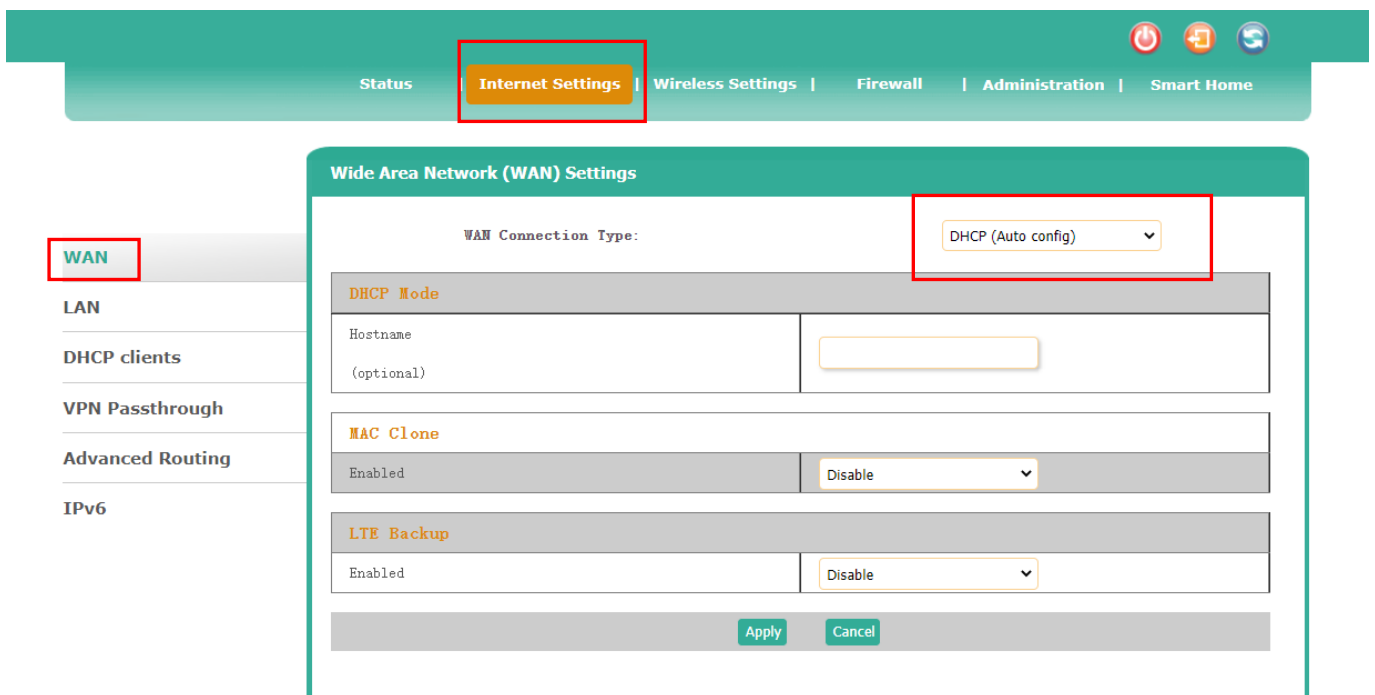 Status | Internet Settings | Wireless Settings | Firewall | Administration | Smart Home
Wide Area Network (WAN) Settings
WAN Connection Type: DHCP (Auto config)
WAN
LAN
DHCP clients
VPN Passthrough
Advanced Routing
IPv6
DHCP Mode
Hostname
(optional)
MAC Clone
Enabled Disable
LTE Backup
Enabled Disable
Apply Cancel